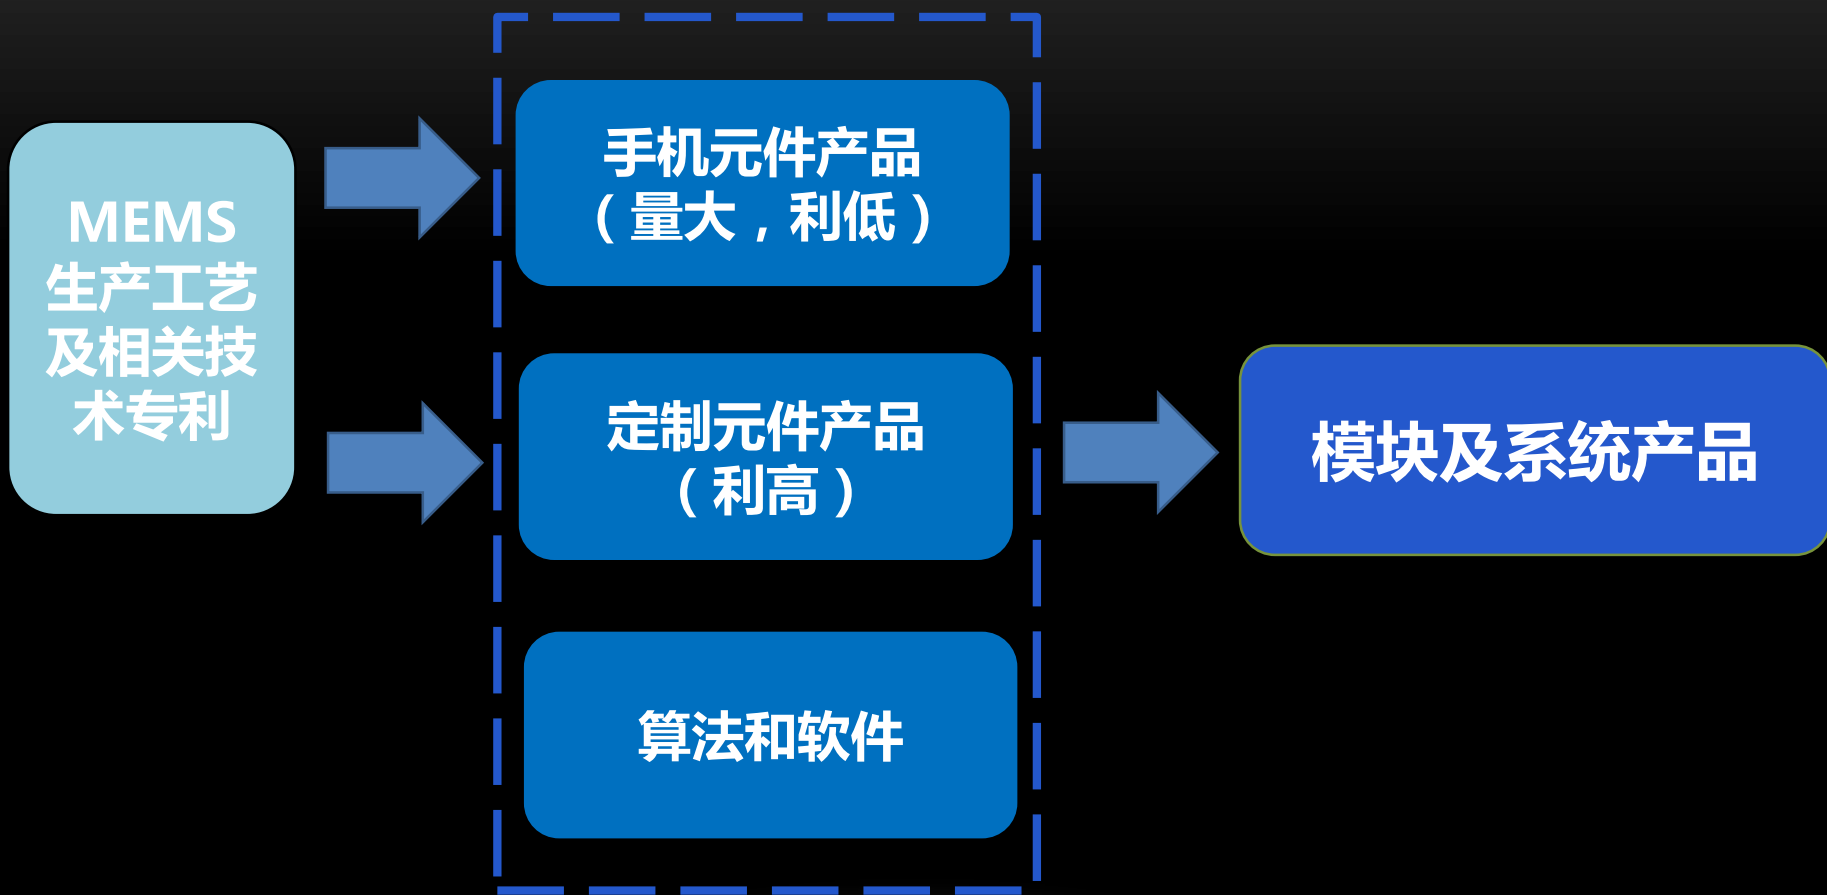 MEMS
生产工艺
及相关技
术专利
手机元件产品
（量大，利低）
定制元件产品
（利高）
算法和软件
模块及系统产品